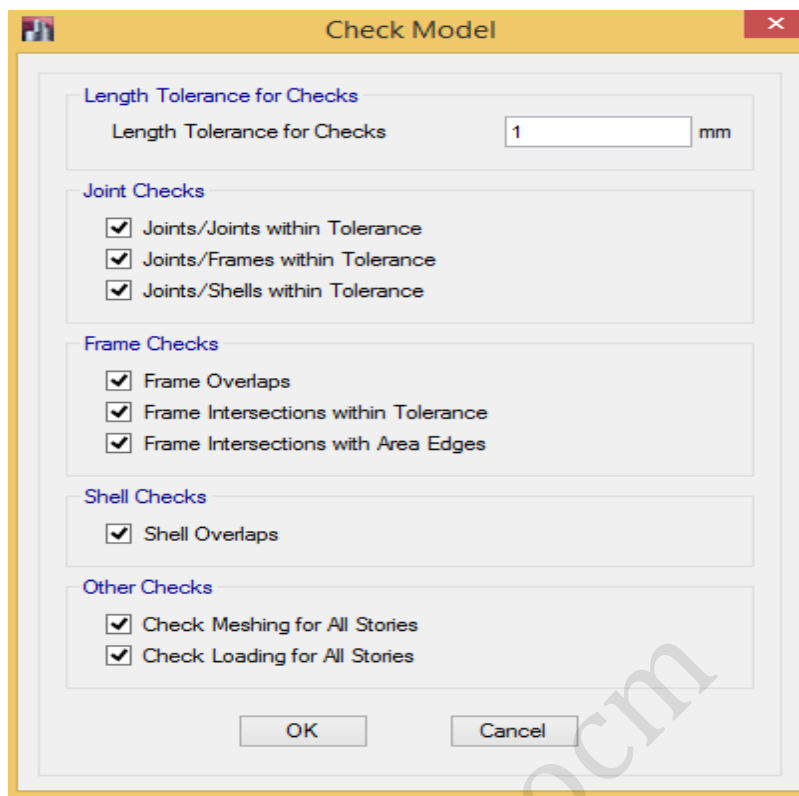 Check Model
Length Tolerance for Checks
Length Tolerance for Checks 1 mm
Joint Checks
Joints/Joints within Tolerance
Joints/Frames within Tolerance
Joints/Shells within Tolerance
Frame Checks
Frame Overlaps
Frame Intersections within Tolerance
Frame Intersections with Area Edges
Shell Checks
Shell Overlaps
Other Checks
Check Meshing for All Stories
Check Loading for All Stories
OK Cancel
ocm